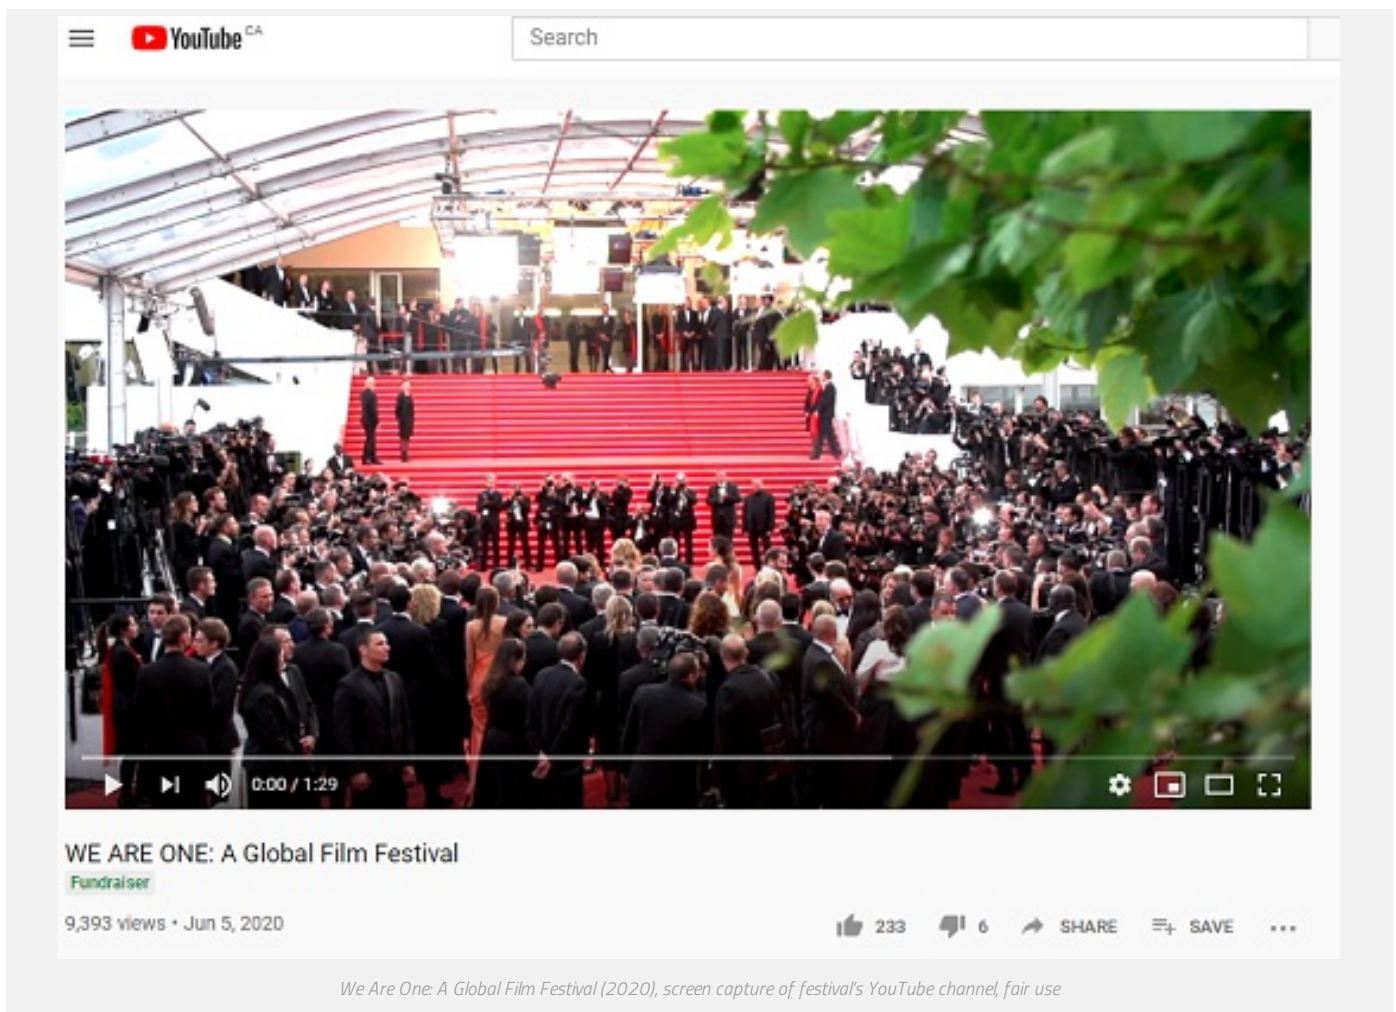 YouTube CA
Search
0:00 / 1:29
WE ARE ONE: A Global Film Festival
Fundraiser
9,393 views • Jun 5, 2020
233 6 SHARE SAVE
We Are One: A Global Film Festival (2020), screen capture of festival's YouTube channel, fair use